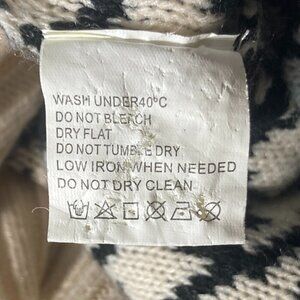 WASH UNDER40°C
DO NOT BLEACH
DRY FLAT
DO NOT TUMBLE DRY
LOW IRON WHEN NEEDED
DO NOT DRY CLEAN